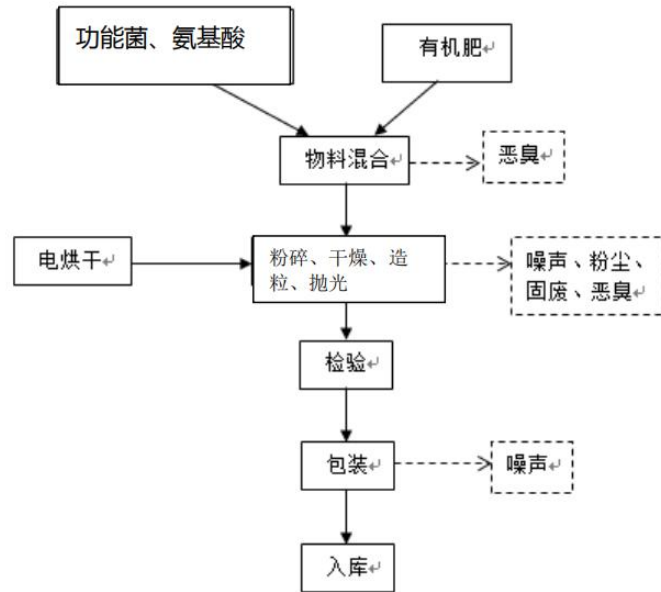 功能菌、氨基酸
有机肥↵
物料混合↵
恶臭↵
电烘干↵
粉碎、干燥、造
粒、抛光
噪声、粉尘、
固废、恶臭↵
检验↵
包装↵
噪声↵
入库↵